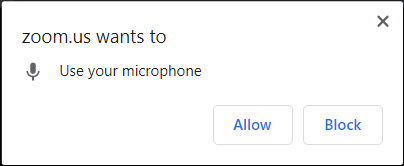 zoom.us wants to
Use your microphone
Allow Block